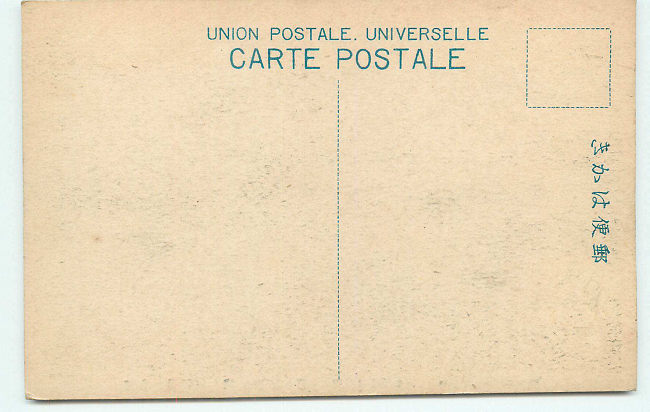 UNION POSTALE. UNIVERSELLE
CARTE POSTALE
郵便はかき